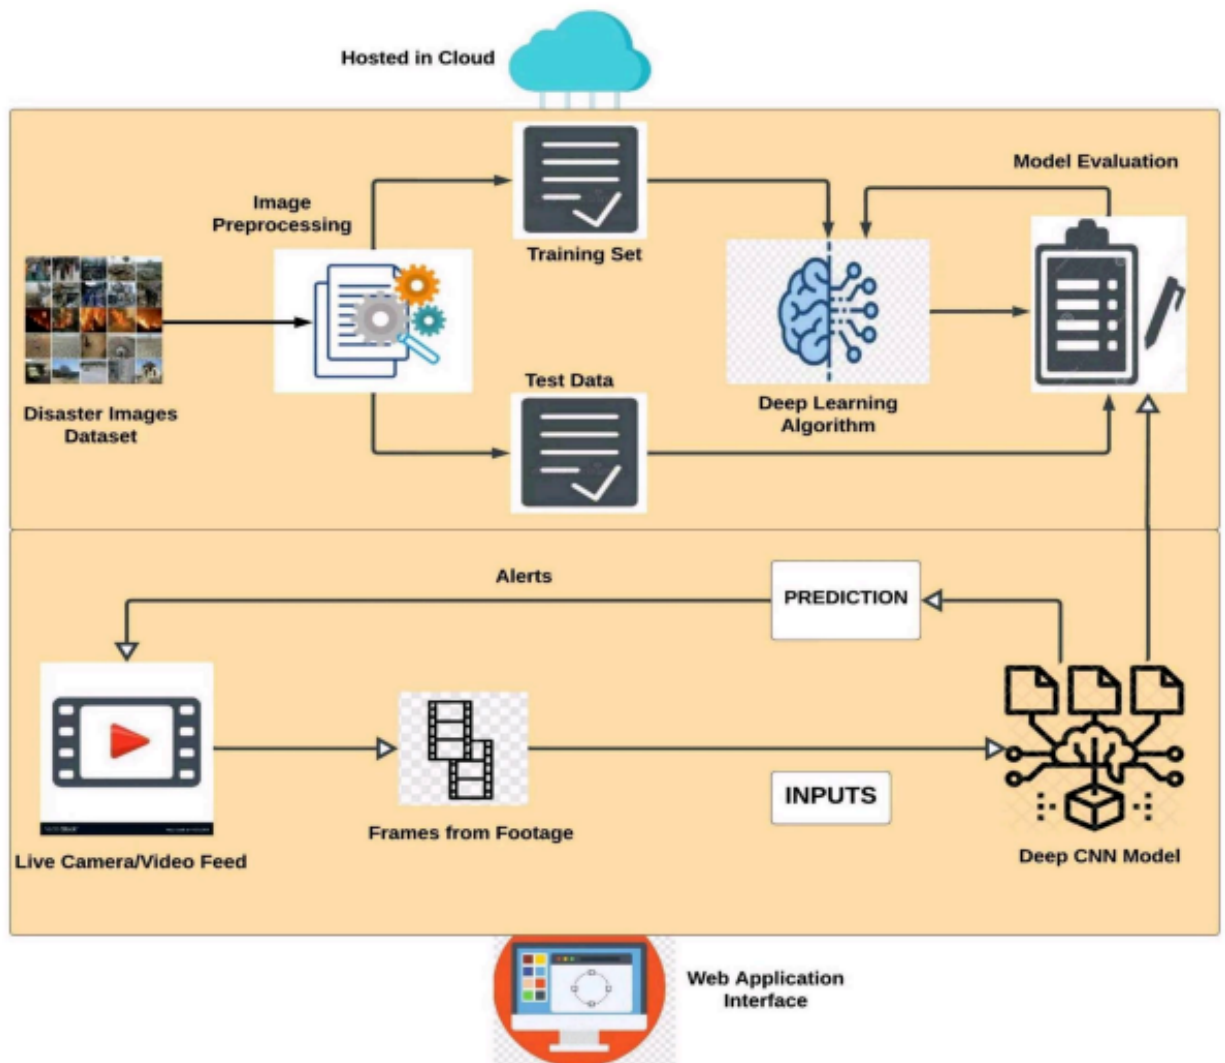 Hosted in Cloud
Model Evaluation
Image
Preprocessing
Training Set
Test Data
Deep Learning
Algorithm
Disaster Images
Dataset
Alerts
PREDICTION
INPUTS
Frames from Footage
Live Camera/Video Feed
Deep CNN Model
Web Application
Interface